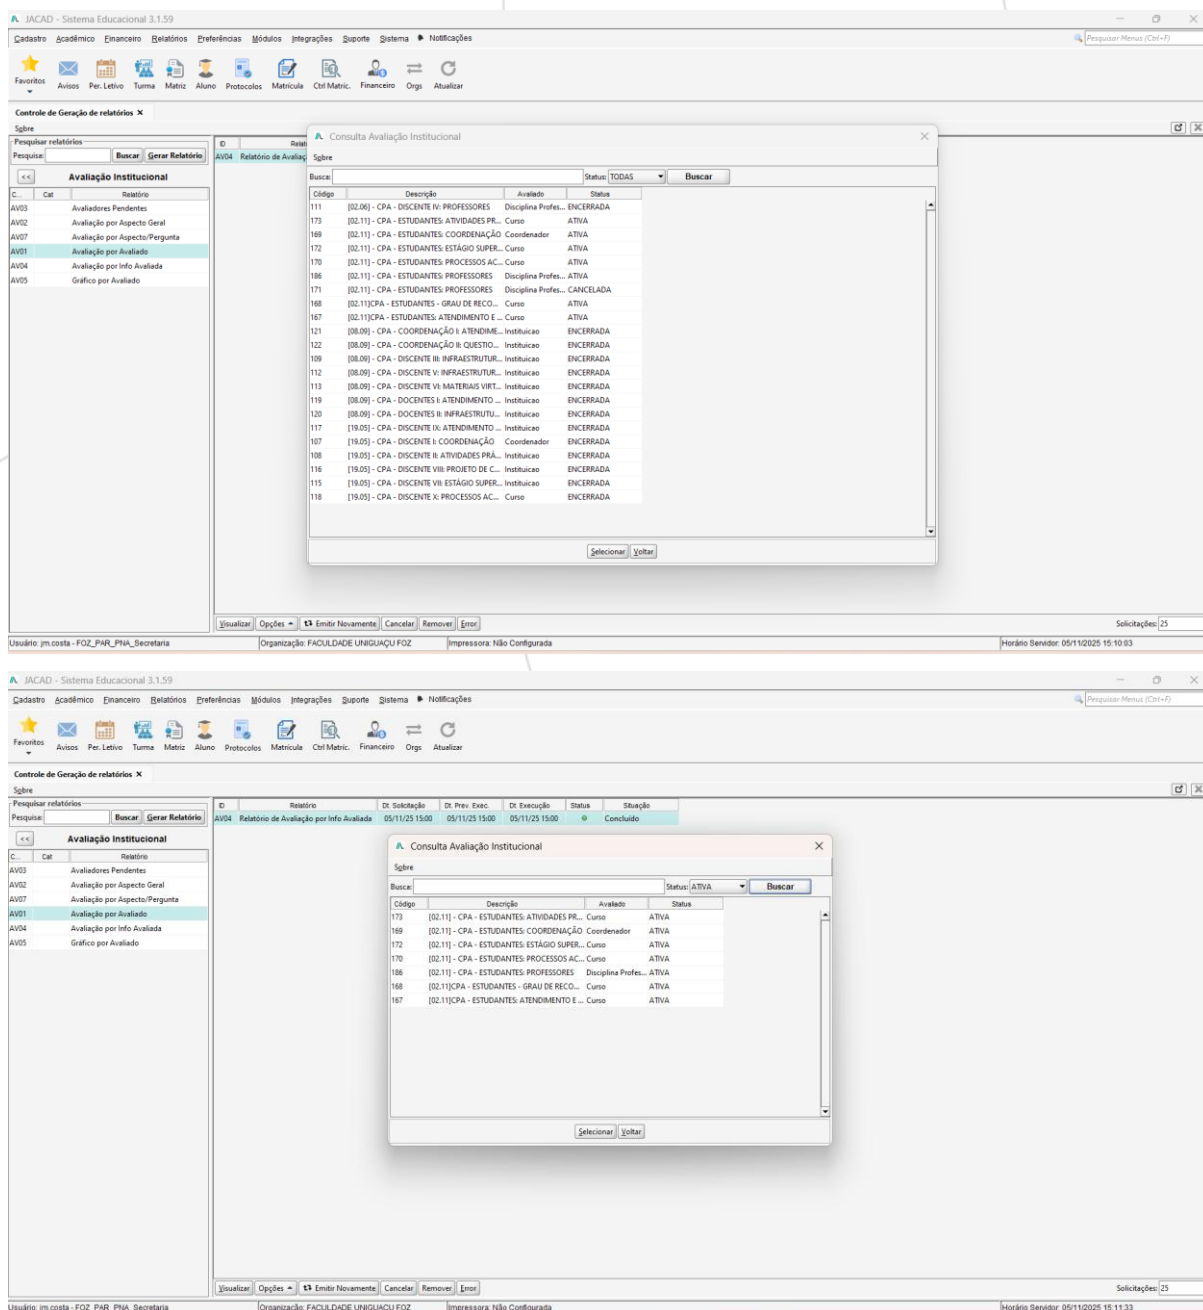 JACAD - Sistema Educacional 3.1.59
Cadastro Acadêmico Financeiro Relatórios Preferências Módulos Integrações Suporte Sistema Notificações Pesquisar Menus (Ctrl+F)
Favoritos Avisos Per. Letivo Turma Matriz Aluno Protocolos Matrícula Ctrl Matríc. Financeiro Orgs Atualizar
Controle de Geração de relatórios X
Sobre
Pesquisar relatórios
Pesquisa: Buscar Gerar Relatório
<< Avaliação Institucional
C... Cat Relatório
AV03 Avaliadores Pendentes
AV02 Avaliação por Aspecto Geral
AV07 Avaliação por Aspecto/Pergunta
AV01 Avaliação por Avaliado
AV04 Avaliação por Info Avaliada
AV05 Gráfico por Avaliado
ID Relat
AV04 Relatório de Avaliaç
Consulta Avaliação Institucional
Sobre
Busca: Status: TODAS Buscar
Código Descrição Avaliado Status
111 [02.06] - CPA - DISCENTE IV: PROFESSORES Disciplina Profes... ENCERRADA
173 [02.11] - CPA - ESTUDANTES: ATIVIDADES PR... Curso ATIVA
169 [02.11] - CPA - ESTUDANTES: COORDENAÇÃO Coordenador ATIVA
172 [02.11] - CPA - ESTUDANTES: ESTÁGIO SUPER... Curso ATIVA
170 [02.11] - CPA - ESTUDANTES: PROCESSOS AC... Curso ATIVA
186 [02.11] - CPA - ESTUDANTES: PROFESSORES Disciplina Profes... ATIVA
171 [02.11] - CPA - ESTUDANTES: PROFESSORES Disciplina Profes... CANCELADA
168 [02.11]CPA - ESTUDANTES - GRAU DE RECO... Curso ATIVA
167 [02.11]CPA - ESTUDANTES: ATENDIMENTO E ... Curso ATIVA
121 [08.09] - CPA - COORDENAÇÃO I: ATENDIME... Instituicao ENCERRADA
122 [08.09] - CPA - COORDENAÇÃO II: QUESTIO... Instituicao ENCERRADA
109 [08.09] - CPA - DISCENTE III: INFRAESTRUTUR... Instituicao ENCERRADA
112 [08.09] - CPA - DISCENTE V: INFRAESTRUTUR... Instituicao ENCERRADA
113 [08.09] - CPA - DISCENTE VI: MATERIAIS VIRT... Instituicao ENCERRADA
119 [08.09] - CPA - DOCENTES I: ATENDIMENTO ... Instituicao ENCERRADA
120 [08.09] - CPA - DOCENTES II: INFRAESTRUTU... Instituicao ENCERRADA
117 [19.05] - CPA - DISCENTE IX: ATENDIMENTO ... Instituicao ENCERRADA
107 [19.05] - CPA - DISCENTE I: COORDENAÇÃO Coordenador ENCERRADA
108 [19.05] - CPA - DISCENTE II: ATIVIDADES PRÁ... Instituicao ENCERRADA
116 [19.05] - CPA - DISCENTE VIII: PROJETO DE C... Instituicao ENCERRADA
115 [19.05] - CPA - DISCENTE VII: ESTÁGIO SUPER... Instituicao ENCERRADA
118 [19.05] - CPA - DISCENTE X: PROCESSOS AC... Curso ENCERRADA
Selecionar Voltar
Visualizar Opções Emitir Novamente Cancelar Remover Error Solicitações: 25
Usuário: jm.costa - FOZ_PAR_PNA_Secretaria Organização: FACULDADE UNIGUAÇU FOZ Impressora: Não Configurada Horário Servidor: 05/11/2025 15:10:03
JACAD - Sistema Educacional 3.1.59
Cadastro Acadêmico Financeiro Relatórios Preferências Módulos Integrações Suporte Sistema Notificações Pesquisar Menus (Ctrl+F)
Favoritos Avisos Per. Letivo Turma Matriz Aluno Protocolos Matrícula Ctrl Matríc. Financeiro Orgs Atualizar
Controle de Geração de relatórios X
Sobre
Pesquisar relatórios
Pesquisa: Buscar Gerar Relatório
<< Avaliação Institucional
C... Cat Relatório
AV03 Avaliadores Pendentes
AV02 Avaliação por Aspecto Geral
AV07 Avaliação por Aspecto/Pergunta
AV01 Avaliação por Avaliado
AV04 Avaliação por Info Avaliada
AV05 Gráfico por Avaliado
ID Relatório Dt. Solicitação Dt. Prev. Exec. Dt. Execução Status Situação
AV04 Relatório de Avaliação por Info Avaliada 05/11/25 15:00 05/11/25 15:00 05/11/25 15:00 Concluído
Consulta Avaliação Institucional
Sobre
Busca: Status: ATIVA Buscar
Código Descrição Avaliado Status
173 [02.11] - CPA - ESTUDANTES: ATIVIDADES PR... Curso ATIVA
169 [02.11] - CPA - ESTUDANTES: COORDENAÇÃO Coordenador ATIVA
172 [02.11] - CPA - ESTUDANTES: ESTÁGIO SUPER... Curso ATIVA
170 [02.11] - CPA - ESTUDANTES: PROCESSOS AC... Curso ATIVA
186 [02.11] - CPA - ESTUDANTES: PROFESSORES Disciplina Profes... ATIVA
168 [02.11]CPA - ESTUDANTES - GRAU DE RECO... Curso ATIVA
167 [02.11]CPA - ESTUDANTES: ATENDIMENTO E ... Curso ATIVA
Selecionar Voltar
Visualizar Opções Emitir Novamente Cancelar Remover Error Solicitações: 25
Usuário: jm.costa - FOZ_PAR_PNA_Secretaria Organização: FACULDADE UNIGUAÇU FOZ Impressora: Não Configurada Horário Servidor: 05/11/2025 15:11:33